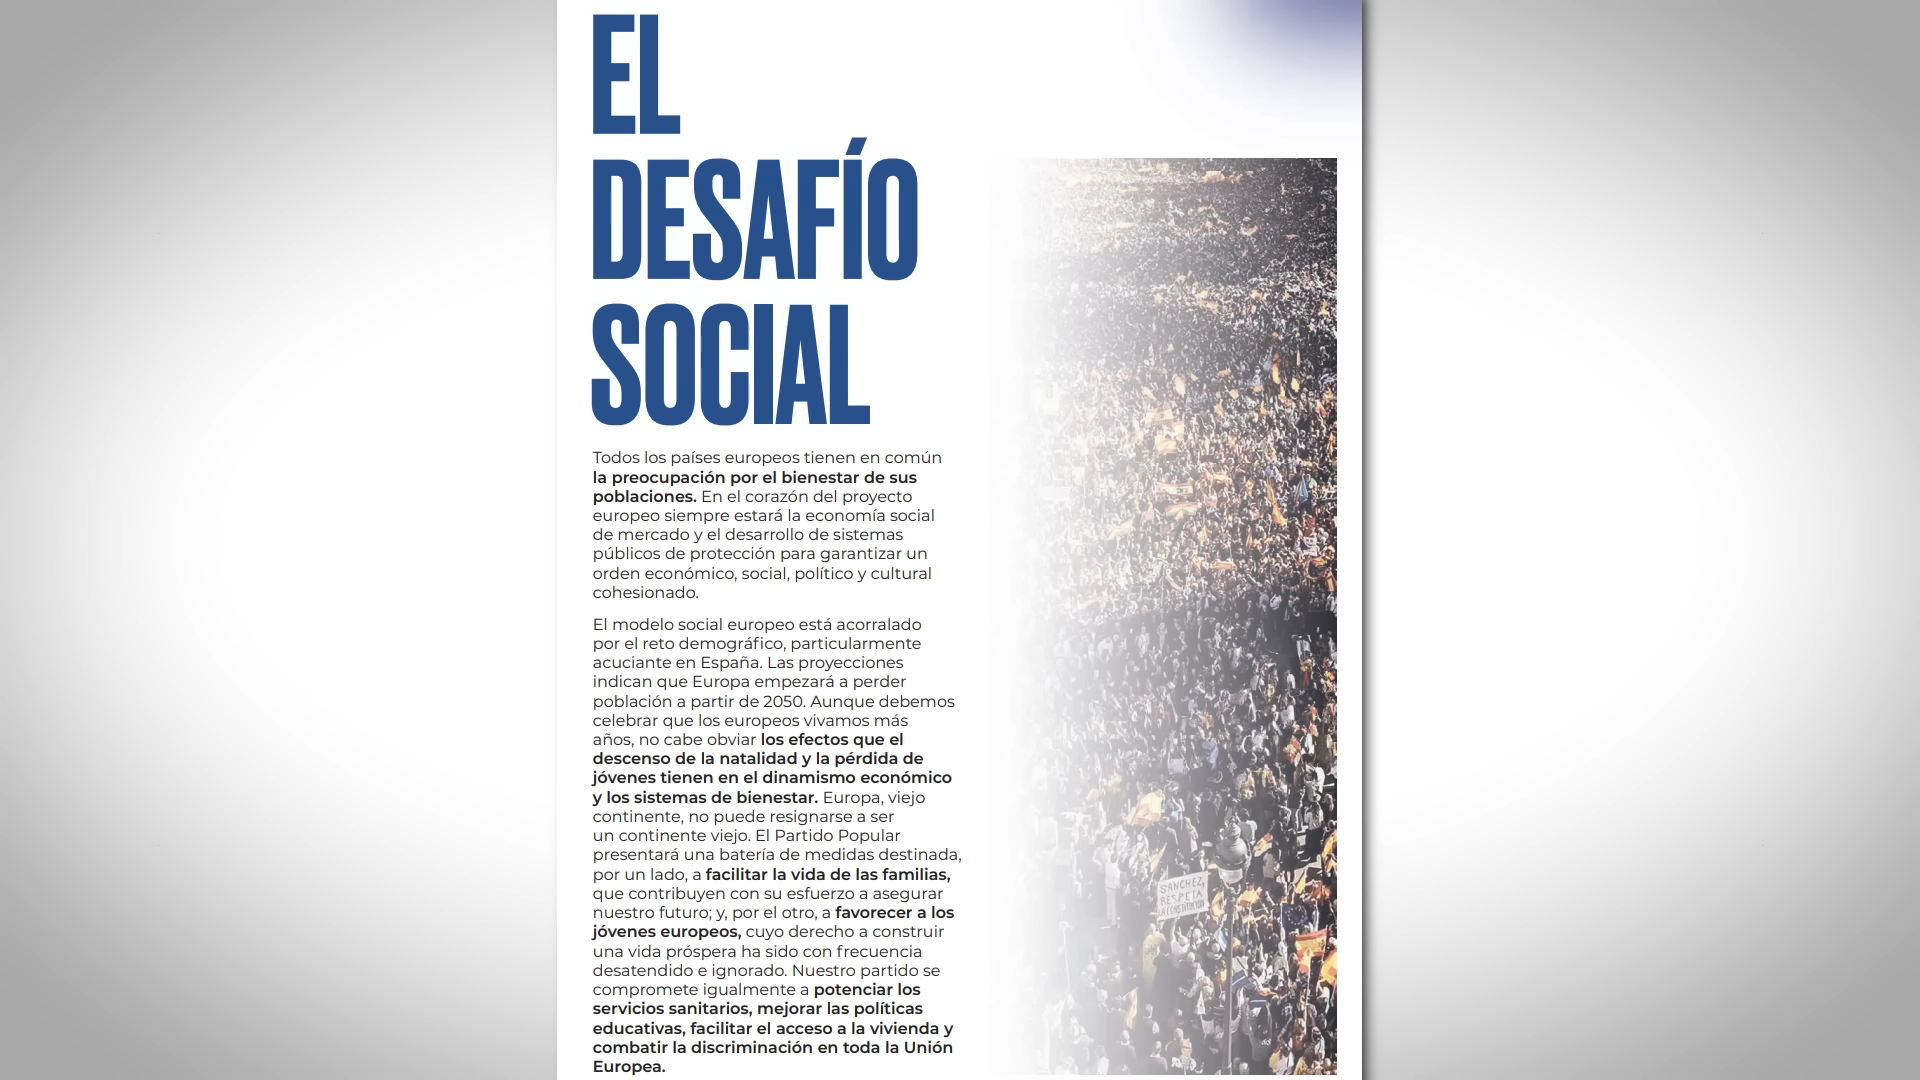 EL
DESAFÍO
SOCIAL
Todos los países europeos tienen en común
la preocupación por el bienestar de sus
poblaciones. En el corazón del proyecto
europeo siempre estará la economía social
de mercado y el desarrollo de sistemas
públicos de protección para garantizar un
orden económico, social, político y cultural
cohesionado.
El modelo social europeo está acorralado
por el reto demográfico, particularmente
acuciante en España. Las proyecciones
indican que Europa empezará a perder
población a partir de 2050. Aunque debemos
celebrar que los europeos vivamos más
años, no cabe obviar los efectos que el
descenso de la natalidad y la pérdida de
jóvenes tienen en el dinamismo económico
y los sistemas de bienestar. Europa, viejo
continente, no puede resignarse a ser
un continente viejo. El Partido Popular
presentará una batería de medidas destinada,
por un lado, a facilitar la vida de las familias,
que contribuyen con su esfuerzo a asegurar
nuestro futuro; y, por el otro, a favorecer a los
jóvenes europeos, cuyo derecho a construir
una vida próspera ha sido con frecuencia
desatendido e ignorado. Nuestro partido se
compromete igualmente a potenciar los
servicios sanitarios, mejorar las políticas
educativas, facilitar el acceso a la vivienda y
combatir la discriminación en toda la Unión
Europea.
SANCHEZ,
RESPETA
LA CONSTITUCIÓN